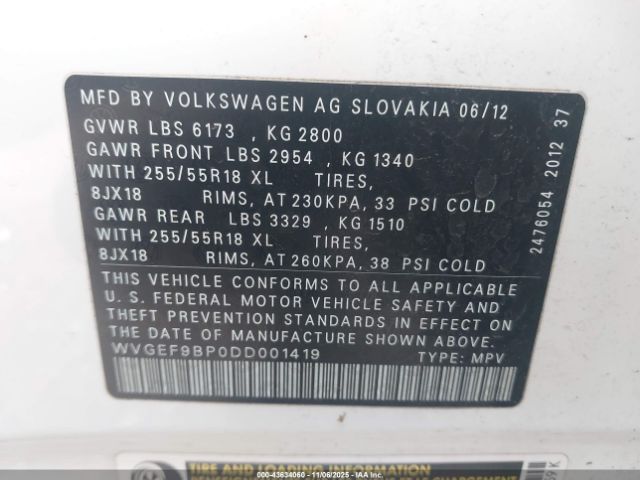 MFD BY VOLKSWAGEN AG SLOVAKIA 06/12
GVWR LBS 6173 , KG 2800
GAWR FRONT LBS 2954 , KG 1340
WITH 255/55R18 XL TIRES,
8JX18 RIMS, AT 230KPA, 33 PSI COLD
GAWR REAR LBS 3329 , KG 1510
WITH 255/55R18 XL TIRES,
8JX18 RIMS, AT 260KPA, 38 PSI COLD
THIS VEHICLE CONFORMS TO ALL APPLICABLE
U. S. FEDERAL MOTOR VEHICLE SAFETY AND
THEFT PREVENTION STANDARDS IN EFFECT ON
THE DATE OF MANUFACTURE SHOWN ABOVE.
WVGEF9BP0DD001419 TYPE: MPV
2476054 2012 37
TIRE AND LOADING
000-43634060 - 11/06/2025 - IAAI.COM